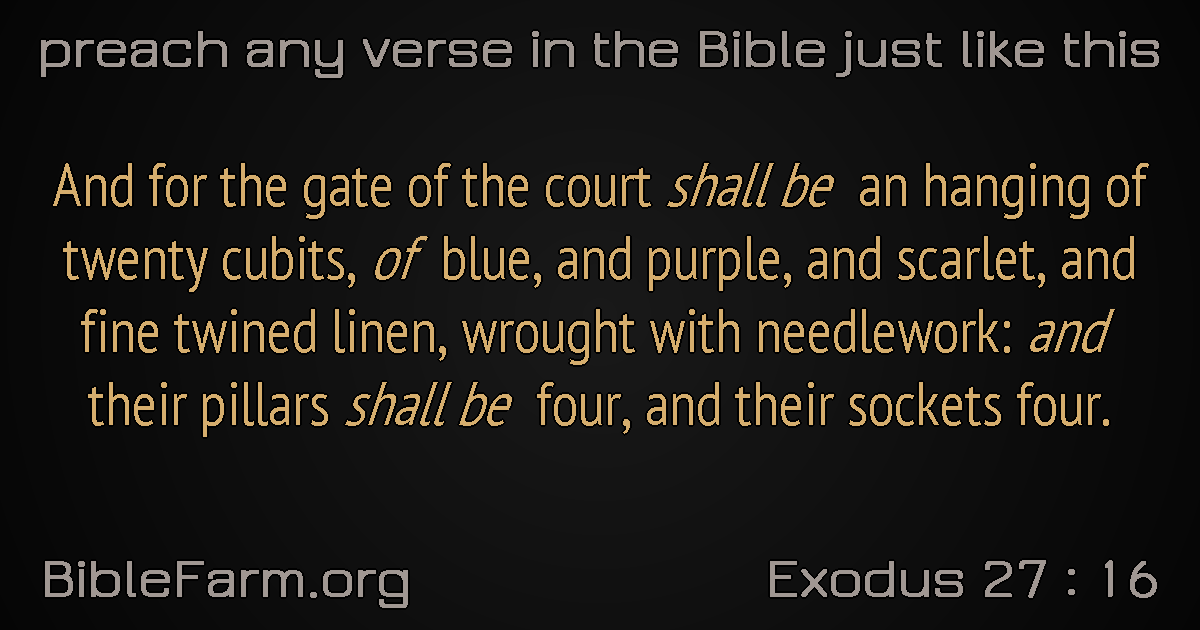 preach any verse in the Bible just like this
And for the gate of the court shall be an hanging of
twenty cubits, of blue, and purple, and scarlet, and
fine twined linen, wrought with needlework: and
their pillars shall be four, and their sockets four.
BibleFarm.org
Exodus 27 : 16